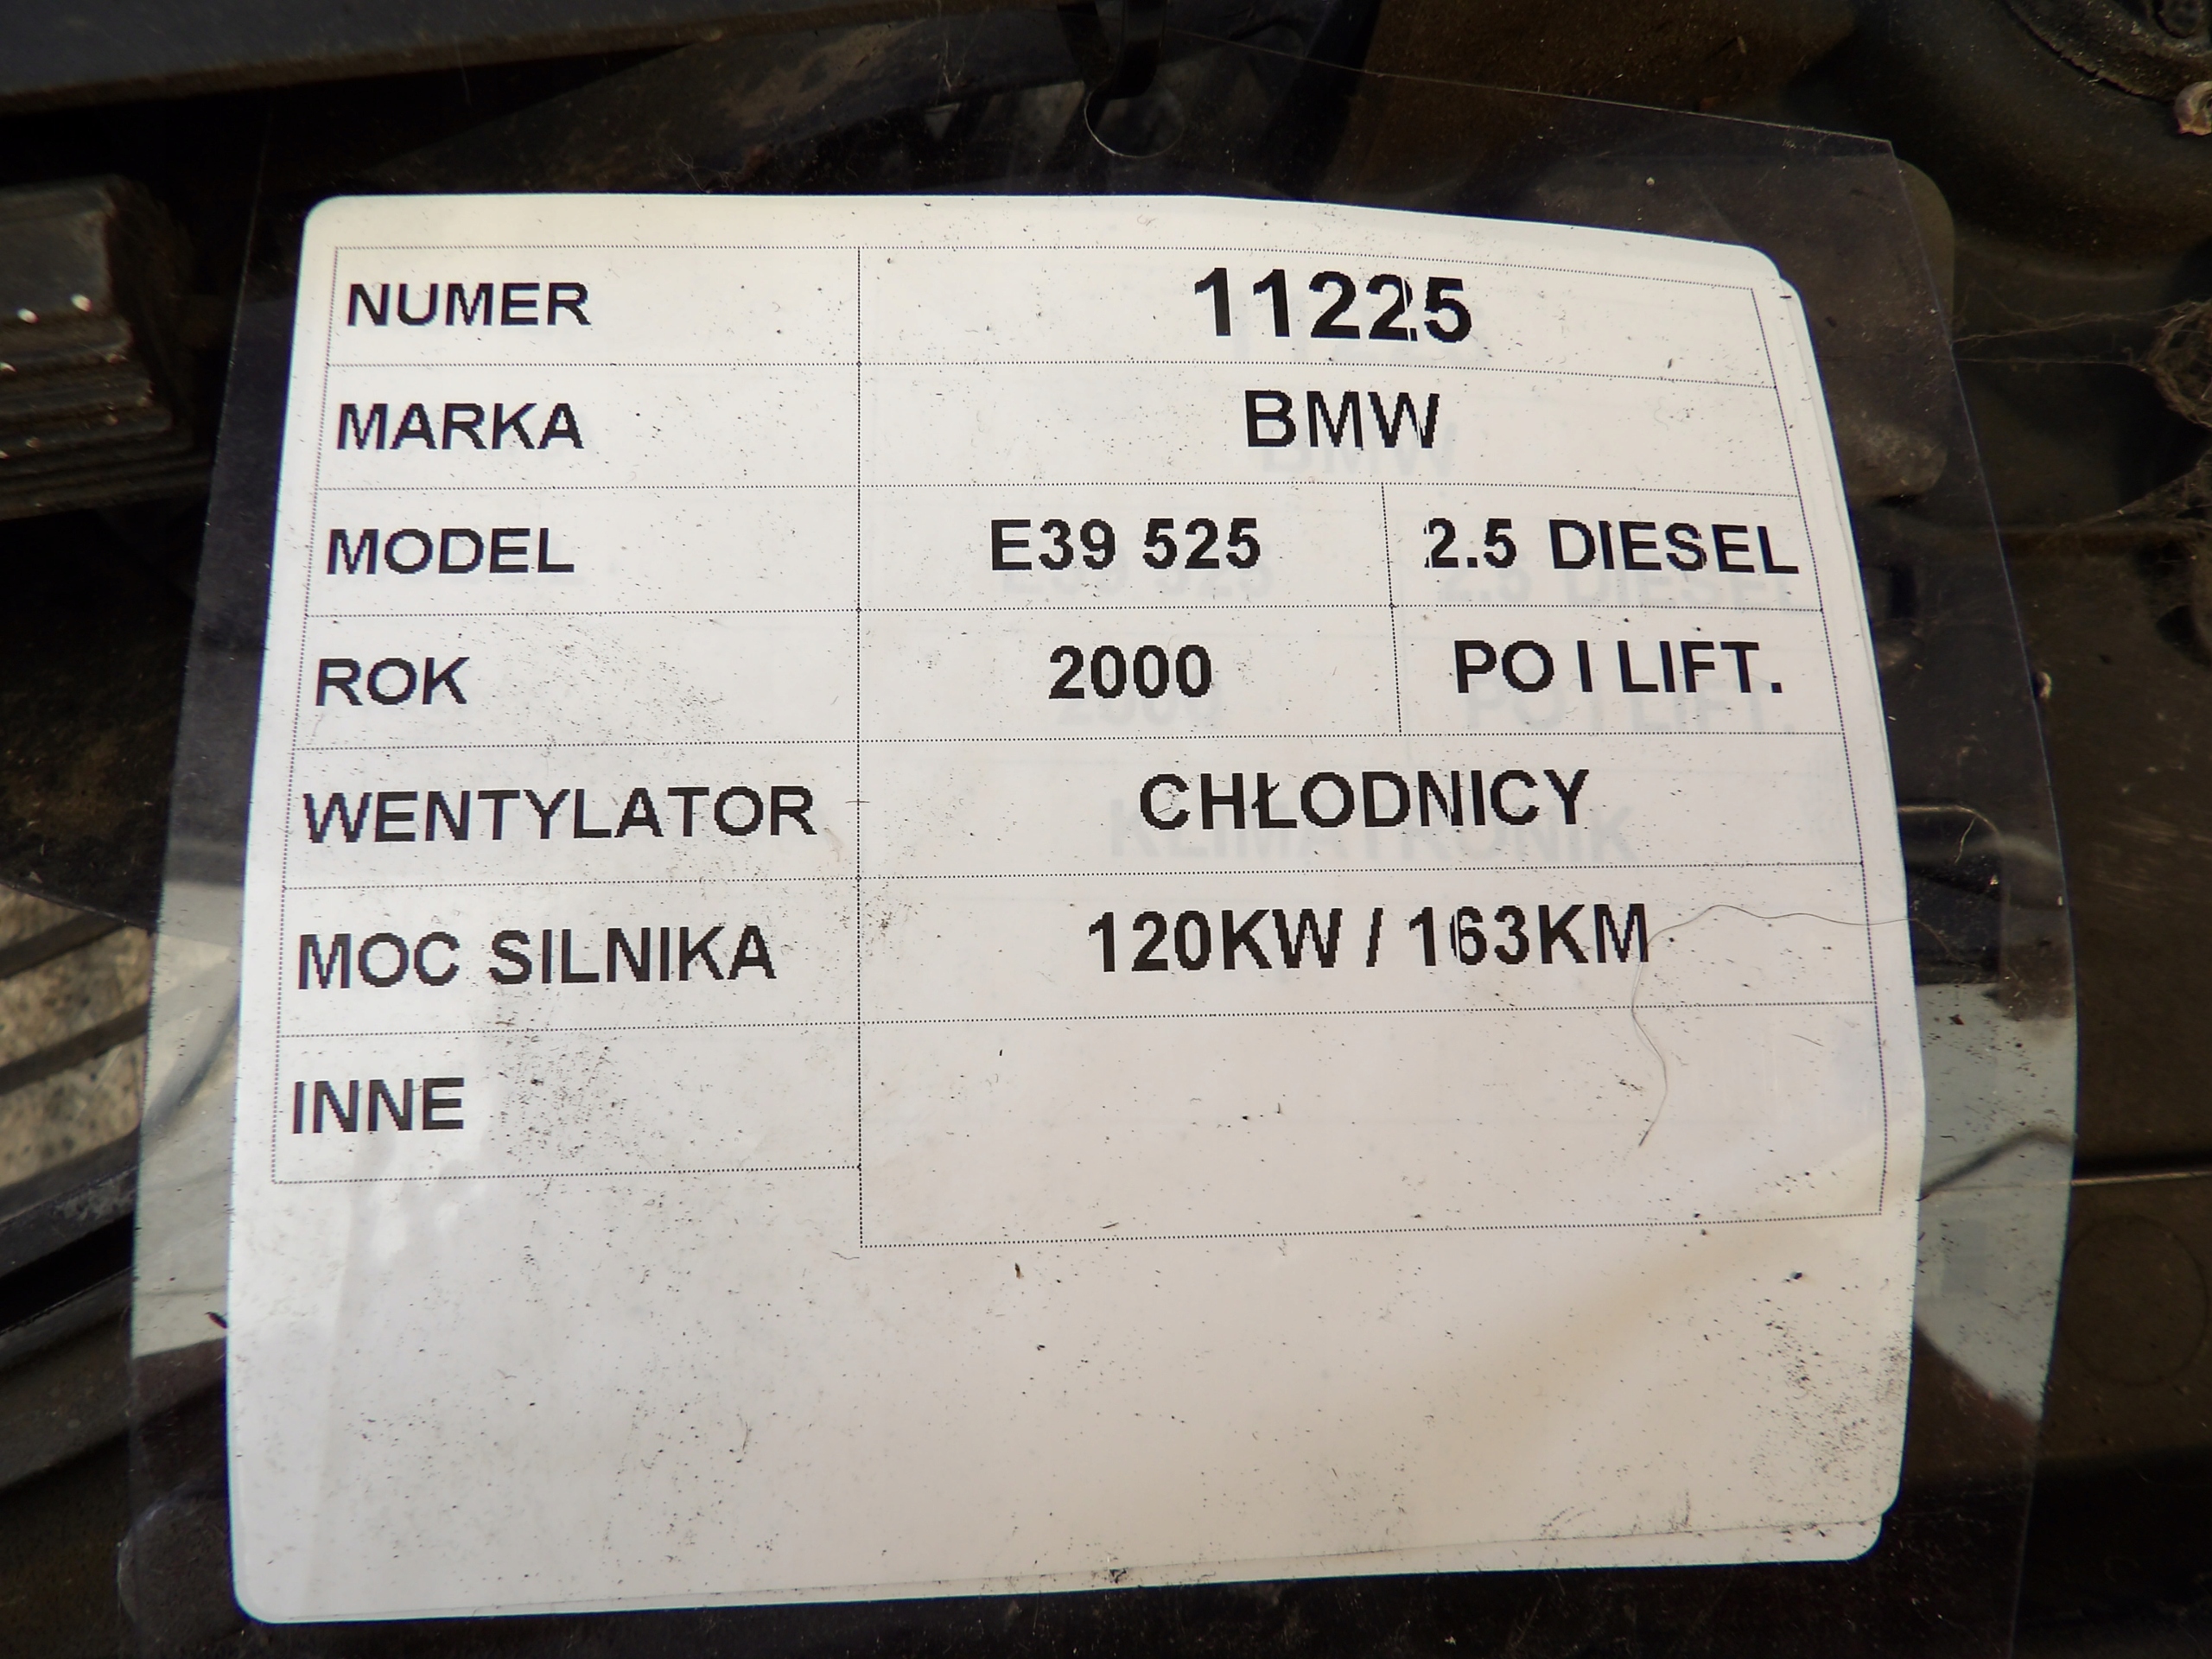 NUMER 11225
MARKA BMW
MODEL E39 525 2.5 DIESEL
ROK 2000 PO I LIFT.
WENTYLATOR CHŁODNICY
MOC SILNIKA 120KW / 163KM
INNE